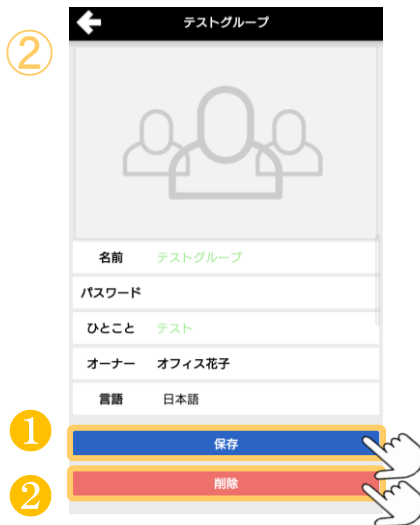 テストグループ
②
名前 テストグループ
パスワード
ひとこと テスト
オーナー オフィス花子
言語 日本語
❶ 保存
❷ 削除